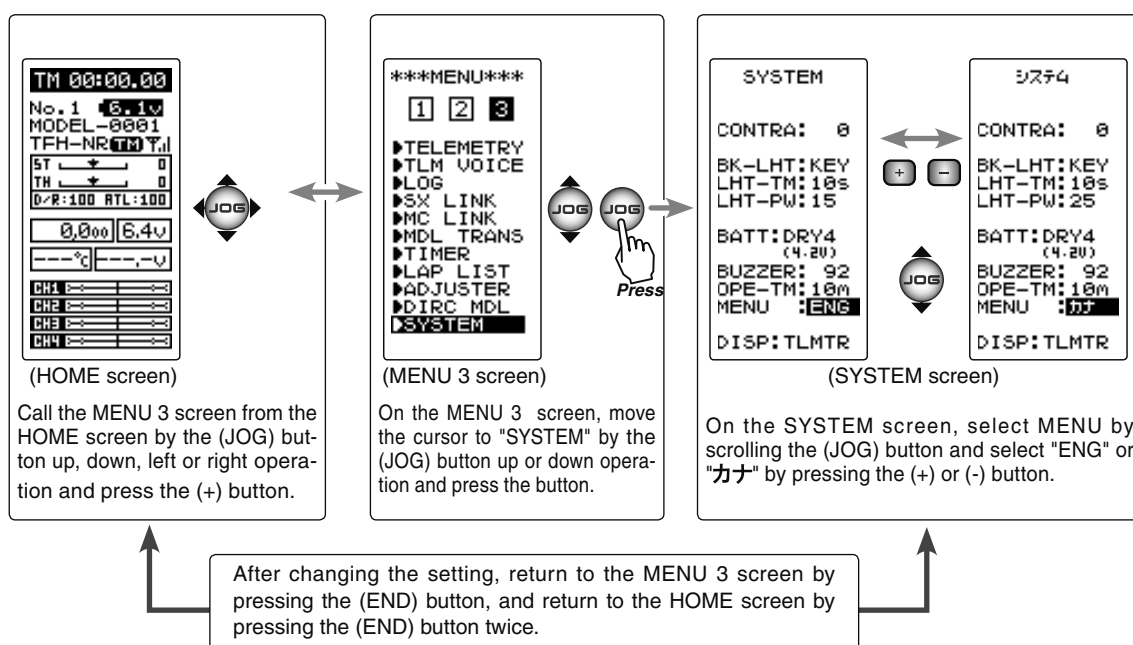 TM 00:00.00
No.1 6.1v
MODEL-0001
TFH-NR TM
ST 0
TH 0
D/R:100 ATL:100
0,000 6.4v
---℃ ---.-v
CH1
CH2
CH3
CH4
JOG
(HOME screen)
Call the MENU 3 screen from the
HOME screen by the (JOG) but-
ton up, down, left or right opera-
tion and press the (+) button.
***MENU***
1 2 3
TELEMETRY
TLM VOICE
LOG
SX LINK
MC LINK
MDL TRANS
TIMER
LAP LIST
ADJUSTER
DIRC MDL
SYSTEM
JOG JOG
Press
(MENU 3 screen)
On the MENU 3 screen, move
the cursor to "SYSTEM" by the
(JOG) button up or down opera-
tion and press the button.
SYSTEM
CONTRA: 0
BK-LHT:KEY
LHT-TM:10s
LHT-PW:15
BATT:DRY4
(4.2V)
BUZZER: 92
OPE-TM:10m
MENU :ENG
DISP:TLMTR
+ -
JOG
システム
CONTRA: 0
BK-LHT:KEY
LHT-TM:10s
LHT-PW:25
BATT:DRY4
(4.2V)
BUZZER: 92
OPE-TM:10m
MENU :カナ
DISP:TLMTR
(SYSTEM screen)
On the SYSTEM screen, select MENU by
scrolling the (JOG) button and select "ENG" or
"カナ" by pressing the (+) or (-) button.
After changing the setting, return to the MENU 3 screen by
pressing the (END) button, and return to the HOME screen by
pressing the (END) button twice.